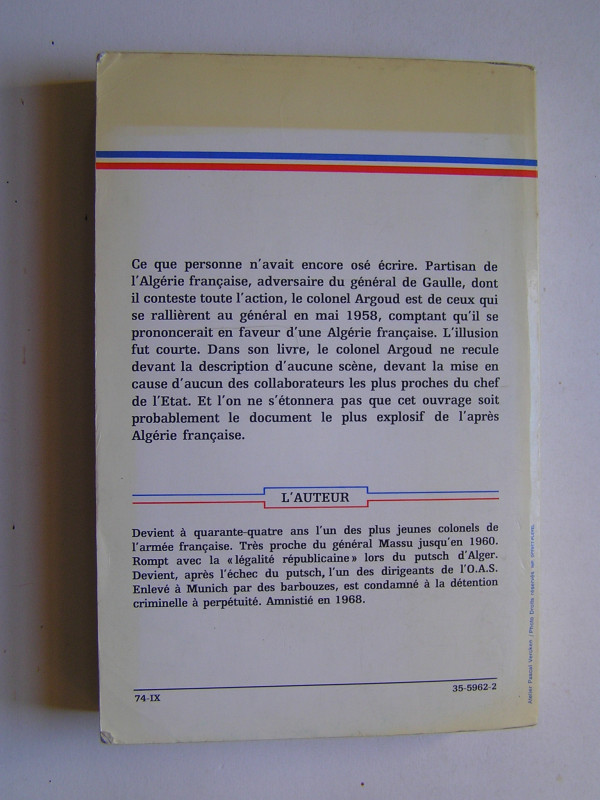 Ce que personne n'avait encore osé écrire. Partisan de
l'Algérie française, adversaire du général de Gaulle, dont
il conteste toute l'action, le colonel Argoud est de ceux qui
se rallièrent au général en mai 1958, comptant qu'il se
prononcerait en faveur d'une Algérie française. L'illusion
fut courte. Dans son livre, le colonel Argoud ne recule
devant la description d'aucune scène, devant la mise en
cause d'aucun des collaborateurs les plus proches du chef
de l'Etat. Et l'on ne s'étonnera pas que cet ouvrage soit
probablement le document le plus explosif de l'après
Algérie française.
L'AUTEUR
Devient à quarante-quatre ans l'un des plus jeunes colonels de
l'armée française. Très proche du général Massu jusqu'en 1960.
Rompt avec la «légalité républicaine» lors du putsch d'Alger.
Devient, après l'échec du putsch, l'un des dirigeants de l'O.A.S.
Enlevé à Munich par des barbouzes, est condamné à la détention
criminelle à perpétuité. Amnistié en 1968.
74-IX
35-5962-2
Atelier Pascal Vercken / Photo Droits réservés